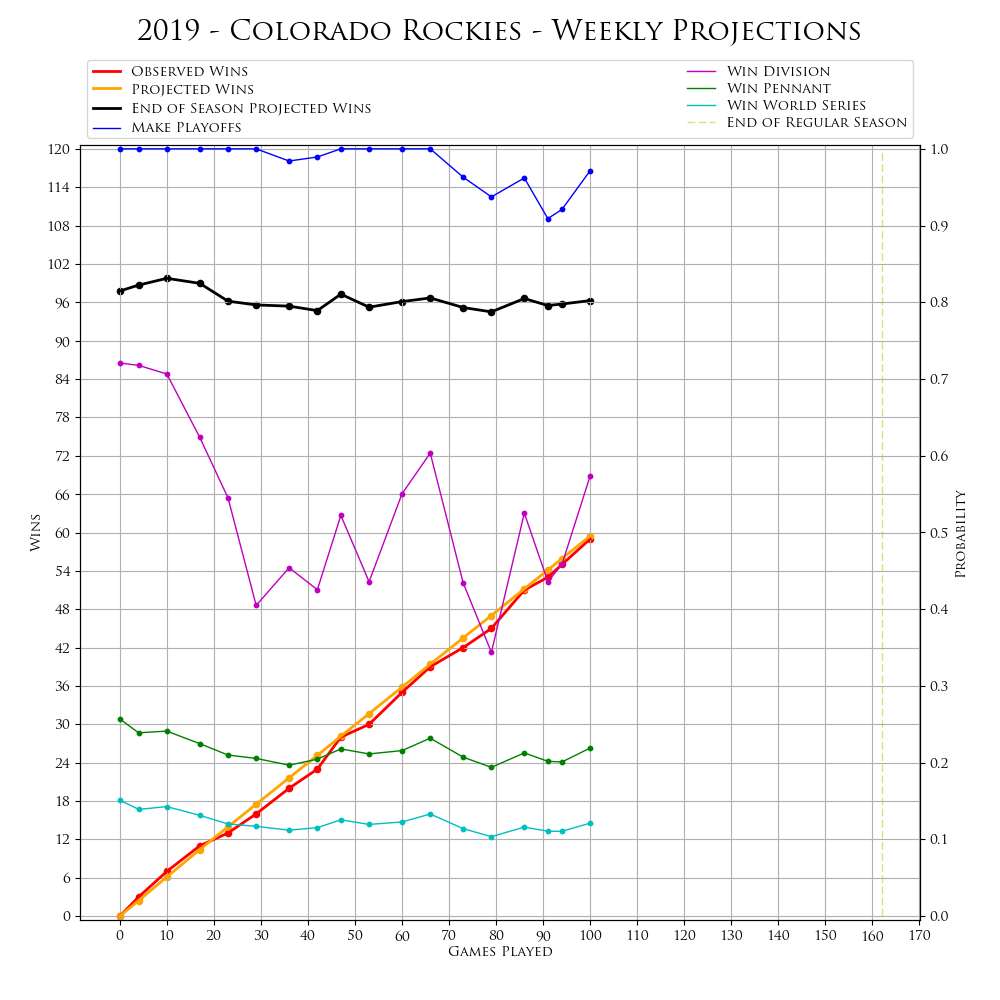 2019 - Colorado Rockies - Weekly Projections
Observed Wins
Projected Wins
End of Season Projected Wins
Make Playoffs
Win Division
Win Pennant
Win World Series
End of Regular Season
120
114
108
102
96
90
84
78
72
66
60
54
48
42
36
30
24
18
12
6
0
Wins
1.0
0.9
0.8
0.7
0.6
0.5
0.4
0.3
0.2
0.1
0.0
Probability
0 10 20 30 40 50 60 70 80 90 100 110 120 130 140 150 160 170
Games Played